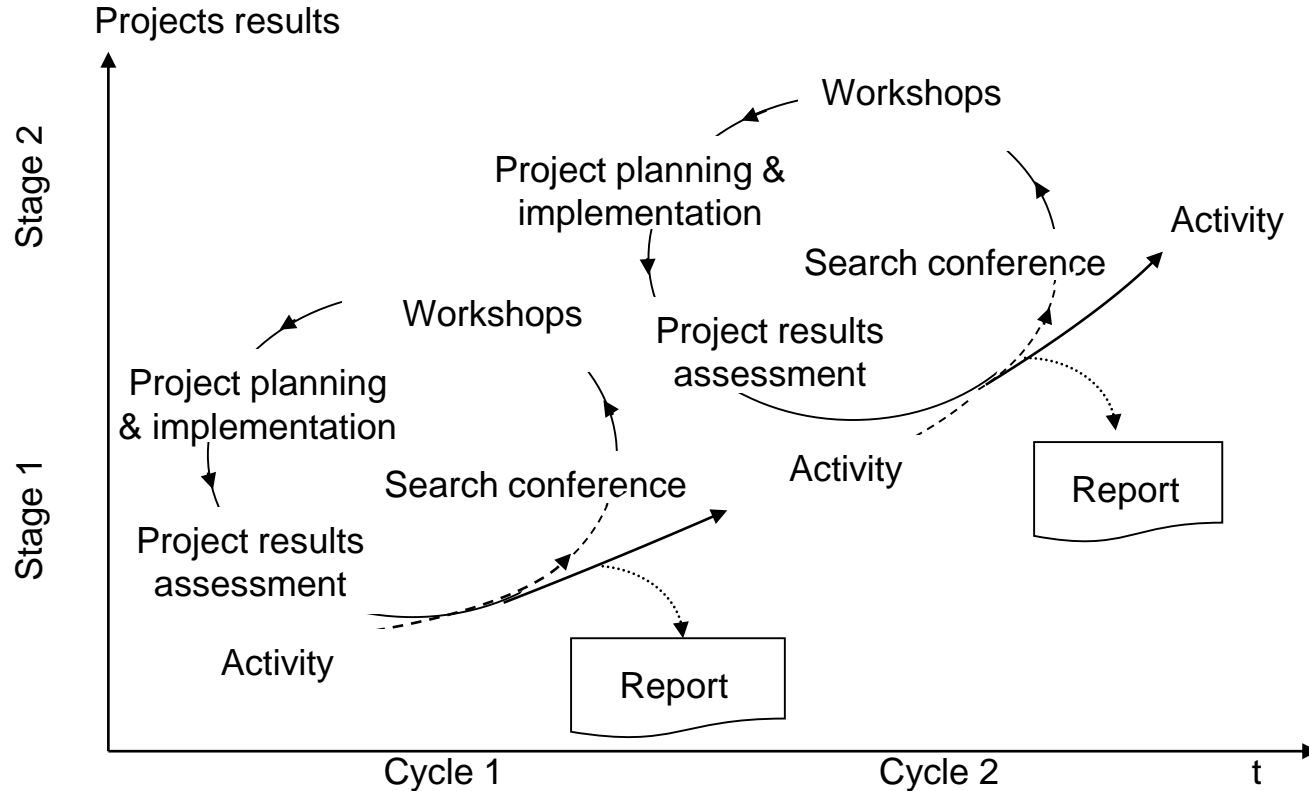 Projects results
Workshops
Stage 2
Project planning &
implementation
Activity
Search conference
Workshops
Project results
assessment
Project planning
& implementation
Activity
Search conference
Report
Stage 1
Project results
assessment
Activity
Report
Cycle 1
Cycle 2
t